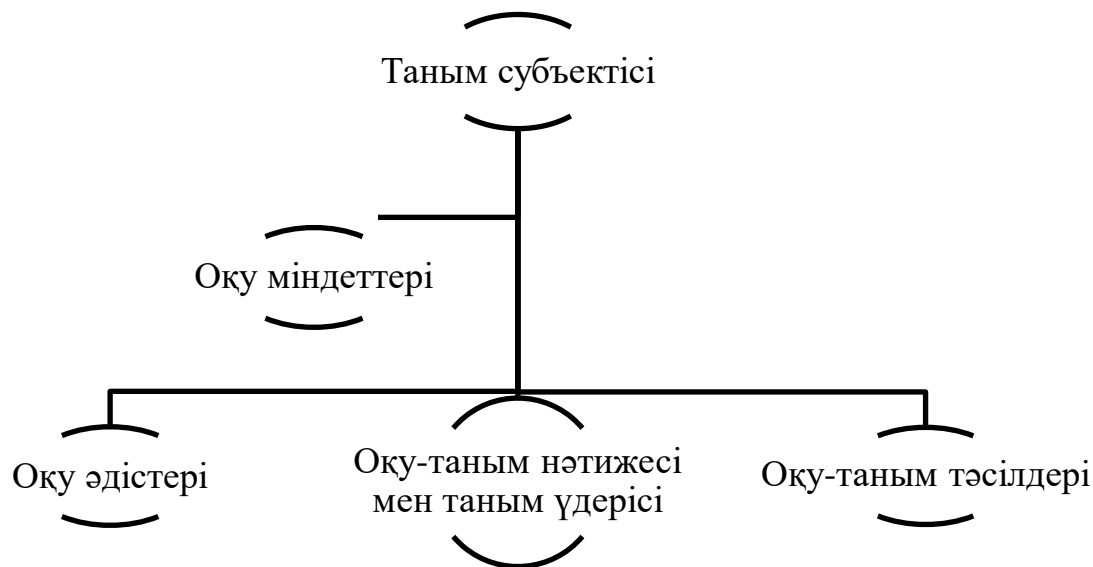 Таным субъектісі
Оқу міндеттері
Оқу әдістері
Оқу-таным нәтижесі
мен таным үдерісі
Оқу-таным тәсілдері